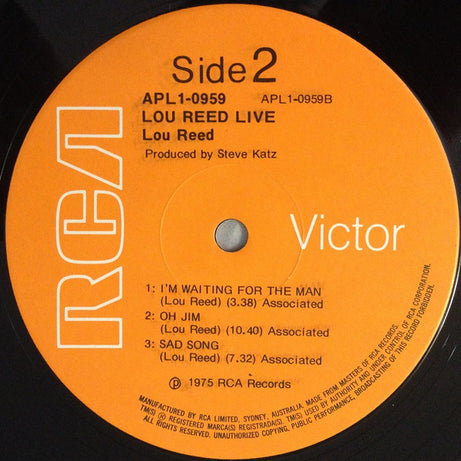 Side 2
APL1-0959 APL1-0959B
LOU REED LIVE
Lou Reed
Produced by Steve Katz
RCA
Victor
1: I'M WAITING FOR THE MAN
(Lou Reed) (3.38) Associated
2: OH JIM
(Lou Reed) (10.40) Associated
3: SAD SONG
(Lou Reed) (7.32) Associated
℗ 1975 RCA Records
MANUFACTURED BY RCA LIMITED, SYDNEY, AUSTRALIA. MADE FROM MASTERS OF RCA RECORDS.
TM(S) ® REGISTERED MARCA(S) REGISTRADA(S). TM(S) USED BY AUTHORITY AND UNDER CONTROL OF RCA CORPORATION.
ALL RIGHTS RESERVED. UNAUTHORIZED COPYING, PUBLIC PERFORMANCE, BROADCASTING OF THIS RECORD FORBIDDEN.